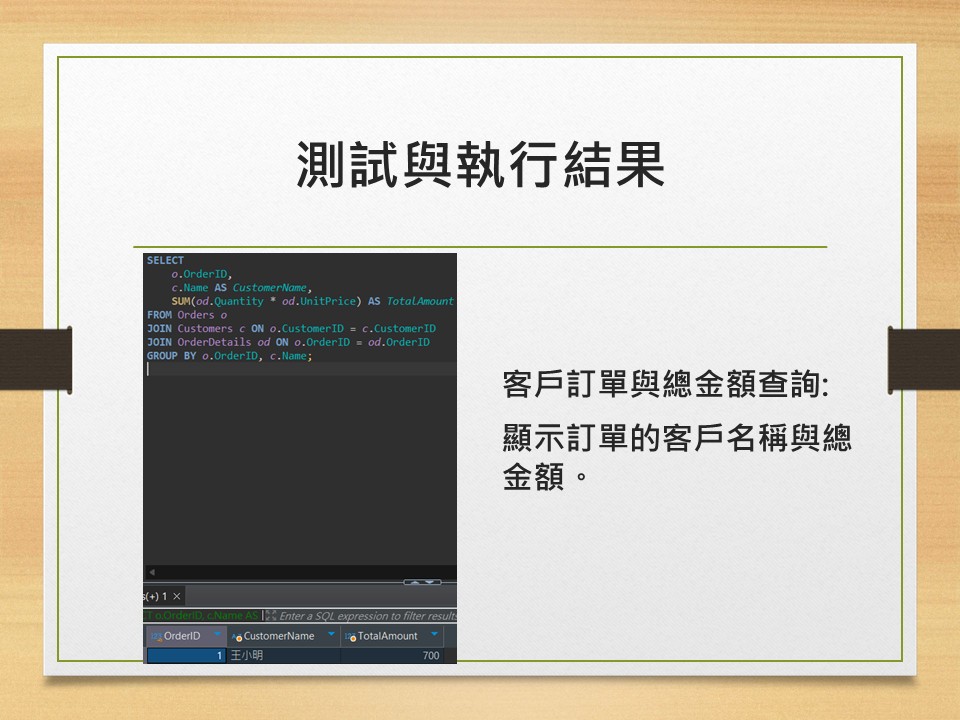 測試與執行結果
SELECT
o.OrderID,
c.Name AS CustomerName,
SUM(od.Quantity * od.UnitPrice) AS TotalAmount
FROM Orders o
JOIN Customers c ON o.CustomerID = c.CustomerID
JOIN OrderDetails od ON o.OrderID = od.OrderID
GROUP BY o.OrderID, c.Name;
客戶訂單與總金額查詢:
顯示訂單的客戶名稱與總
金額。
s(+) 1
T o.OrderID, c.Name AS Enter a SQL expression to filter results
123 OrderID A-Z CustomerName 123 TotalAmount
1 王小明 700